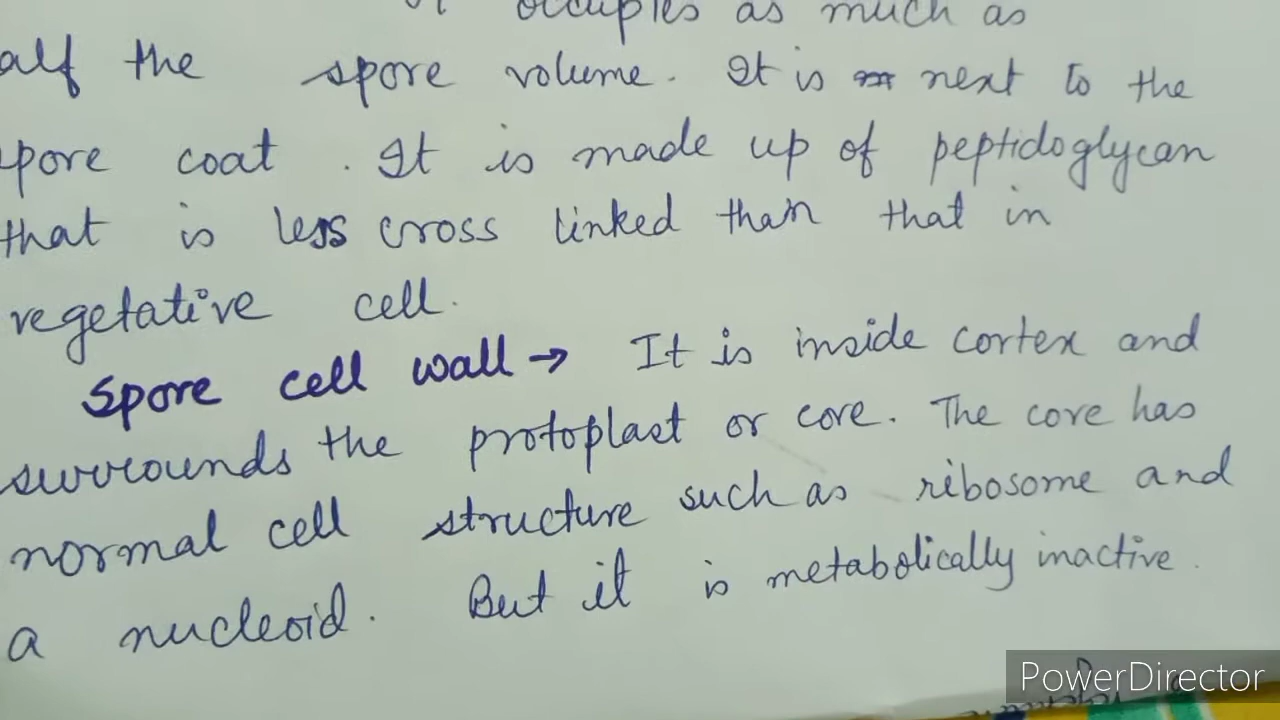 occupies as much as
alf the spore volume. It is next to the
pore coat. It is made up of peptidoglycan
that is less cross linked than that in
vegetative cell.
Spore cell wall → It is inside cortex and
surrounds the protoplast or core. The core has
normal cell structure such as ribosome and
a nucleoid. But it is metabolically inactive.
PowerDirector